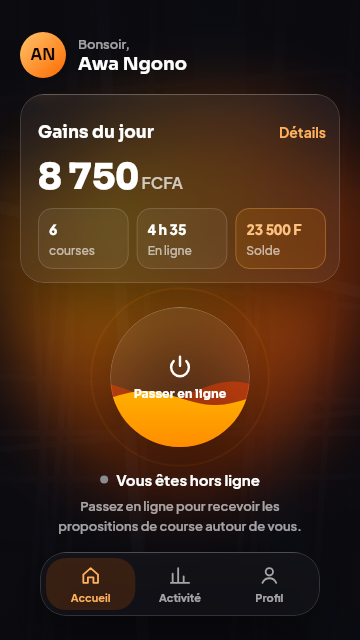 AN
Bonsoir,
Awa Ngono
Gains du jour
Détails
8 750 FCFA
6
courses
4 h 35
En ligne
23 500 F
Solde
Passer en ligne
Vous êtes hors ligne
Passez en ligne pour recevoir les
propositions de course autour de vous.
Accueil
Activité
Profil